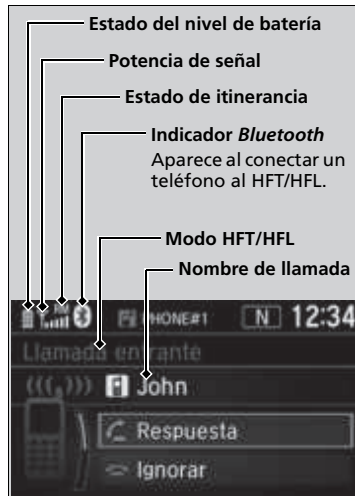 Estado del nivel de batería
Potencia de señal
Estado de itinerancia
Indicador Bluetooth
Aparece al conectar un
teléfono al HFT/HFL.
Modo HFT/HFL
Nombre de llamada
PHONE#1 N 12:34
Llamada entrante
John
Respuesta
Ignorar